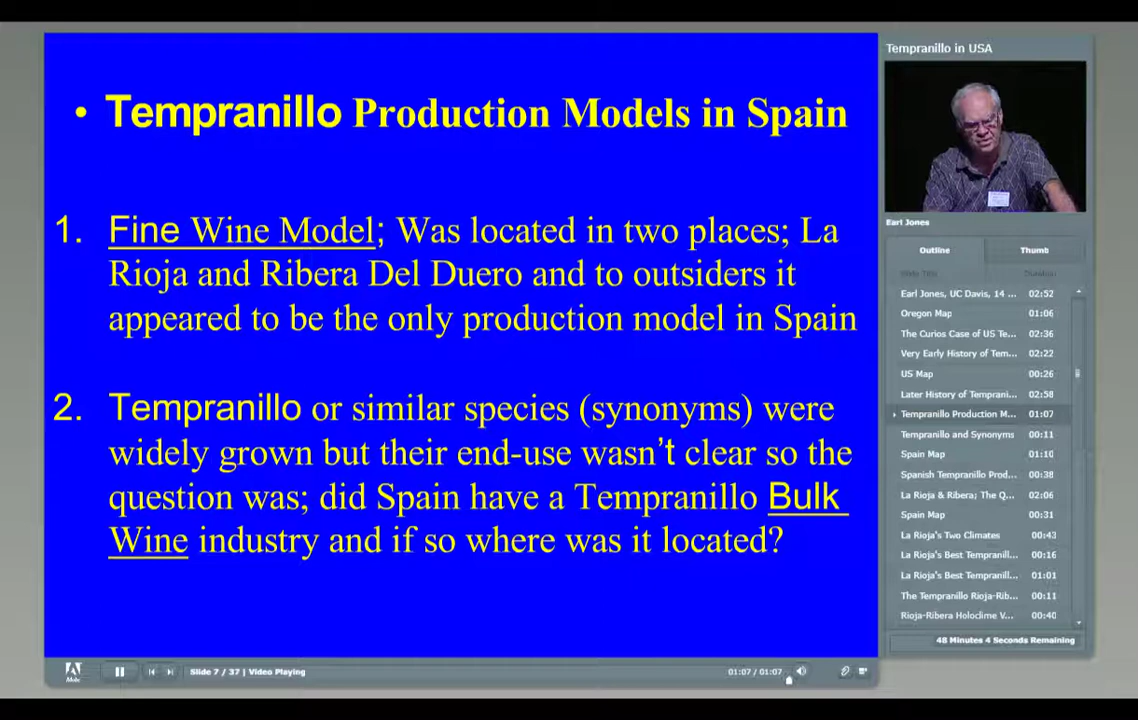 • Tempranillo Production Models in Spain
1. Fine Wine Model; Was located in two places; La
Rioja and Ribera Del Duero and to outsiders it
appeared to be the only production model in Spain
2. Tempranillo or similar species (synonyms) were
widely grown but their end-use wasn't clear so the
question was; did Spain have a Tempranillo Bulk
Wine industry and if so where was it located?
Tempranillo in USA
Earl Jones
Outline Thumb
Slide Title Duration
Earl Jones, UC Davis, 14 ... 02:52
Oregon Map 01:06
The Curios Case of US Te... 02:36
Very Early History of Tem... 02:22
US Map 00:26
Later History of Temprani... 02:58
Tempranillo Production M... 01:07
Tempranillo and Synonyms 00:11
Spain Map 01:10
Spanish Tempranillo Prod... 00:38
La Rioja & Ribera; The Q... 02:06
Spain Map 00:31
La Rioja's Two Climates 00:43
La Rioja's Best Tempranill... 00:16
La Rioja's Best Tempranill... 01:01
The Tempranillo Rioja-Rib... 00:11
Rioja-Ribera Holoclime V... 00:40
48 Minutes 4 Seconds Remaining
Adobe
Slide 7 / 37 | Video Playing
01:07 / 01:07